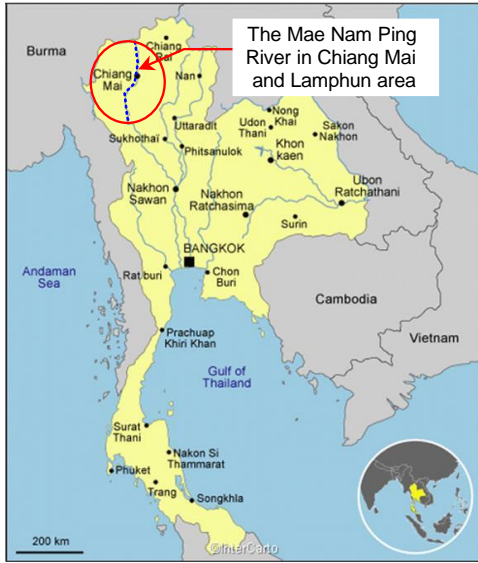 The Mae Nam Ping
River in Chiang Mai
and Lamphun area
Burma
Chiang
Rai
Chiang
Mai
Nan
Nong
Khai
Udon
Thani
Sakon
Nakhon
Uttaradit
Sukhothaï
Phitsanulok
Khon
kaen
Ubon
Ratchathani
Nakhon
Sawan
Nakhon
Ratchasima
Surin
BANGKOK
Andaman
Sea
Rat buri
Chon
Buri
Cambodia
Vietnam
Prachuap
Khiri Khan
Gulf of
Thailand
Surat
Thani
Nakon Si
Thammarat
Phuket
Trang
Songkhla
200 km
©InterCarto